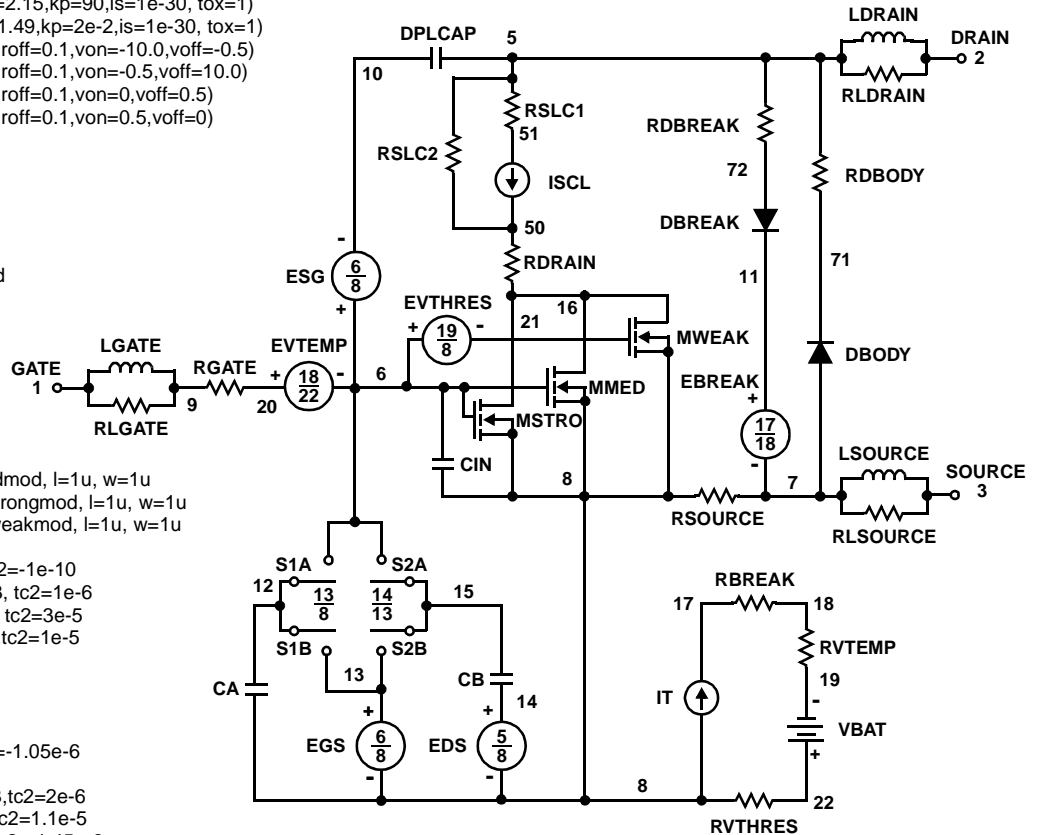 =2.15,kp=90,is=1e-30, tox=1)
1.49,kp=2e-2,is=1e-30, tox=1)
roff=0.1,von=-10.0,voff=-0.5)
roff=0.1,von=-0.5,voff=10.0)
roff=0.1,von=0,voff=0.5)
roff=0.1,von=0.5,voff=0)
d
dmod, l=1u, w=1u
rongmod, l=1u, w=1u
eakmod, l=1u, w=1u
2=-1e-10
, tc2=1e-6
tc2=3e-5
tc2=1e-5
=-1.05e-6
,tc2=2e-6
c2=1.1e-5
LDRAIN
DPLCAP 5 DRAIN
10 2
RLDRAIN
RSLC1
51
RDBREAK
RSLC2
72
ISCL RDBODY
DBREAK
50
RDRAIN
71
11
-
ESG 6
8
+
EVTHRES
+ 19 - 21 16
8
MWEAK
LGATE EVTEMP
GATE RGATE + 18 - 6
22
MMED EBREAK
DBODY
1 9 20
+
MSTRO
17
18
-
RLGATE
LSOURCE
CIN 8 7 SOURCE
3
RSOURCE
RLSOURCE
S1A S2A
12 13 14 15
8 13
RBREAK
17 18
S1B S2B
RVTEMP
13
CA CB 19
14
IT -
VBAT
+ +
EGS 6 EDS 5
8 8
- -
+
8 22
RVTHRES